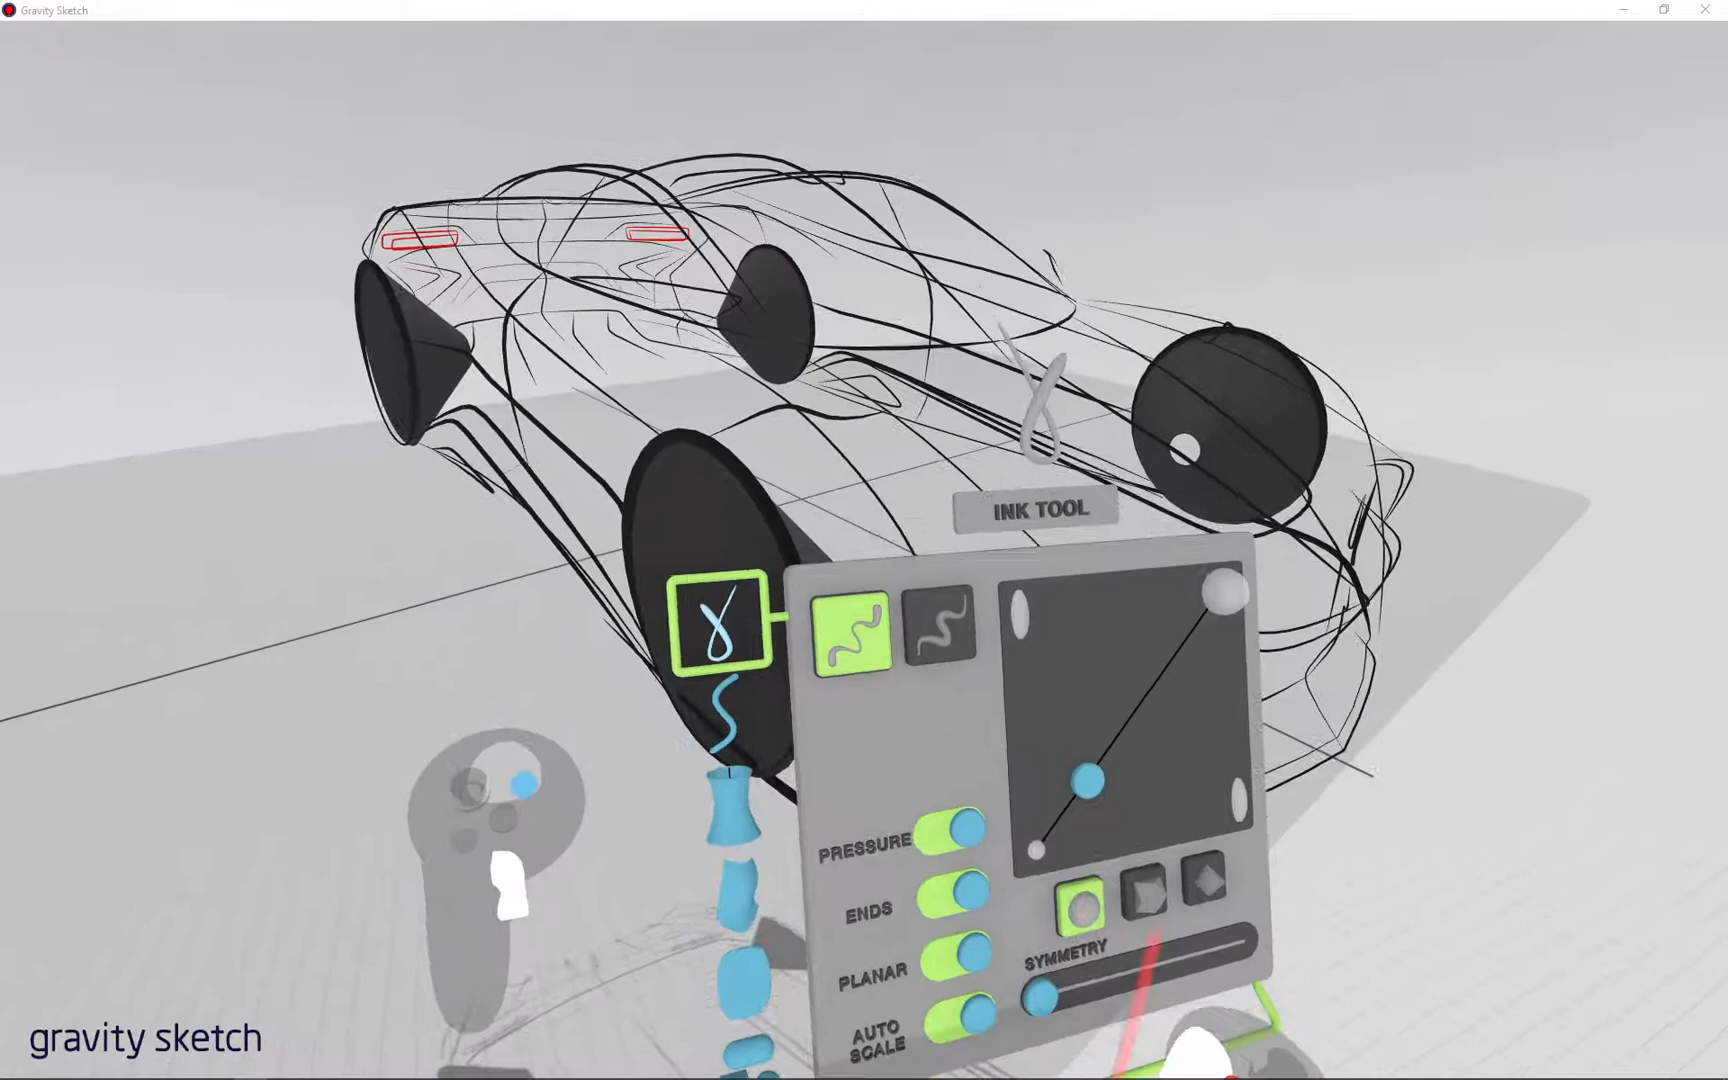 Gravity Sketch
INK TOOL
PRESSURE
ENDS
PLANAR
AUTO
SCALE
SYMMETRY
gravity sketch